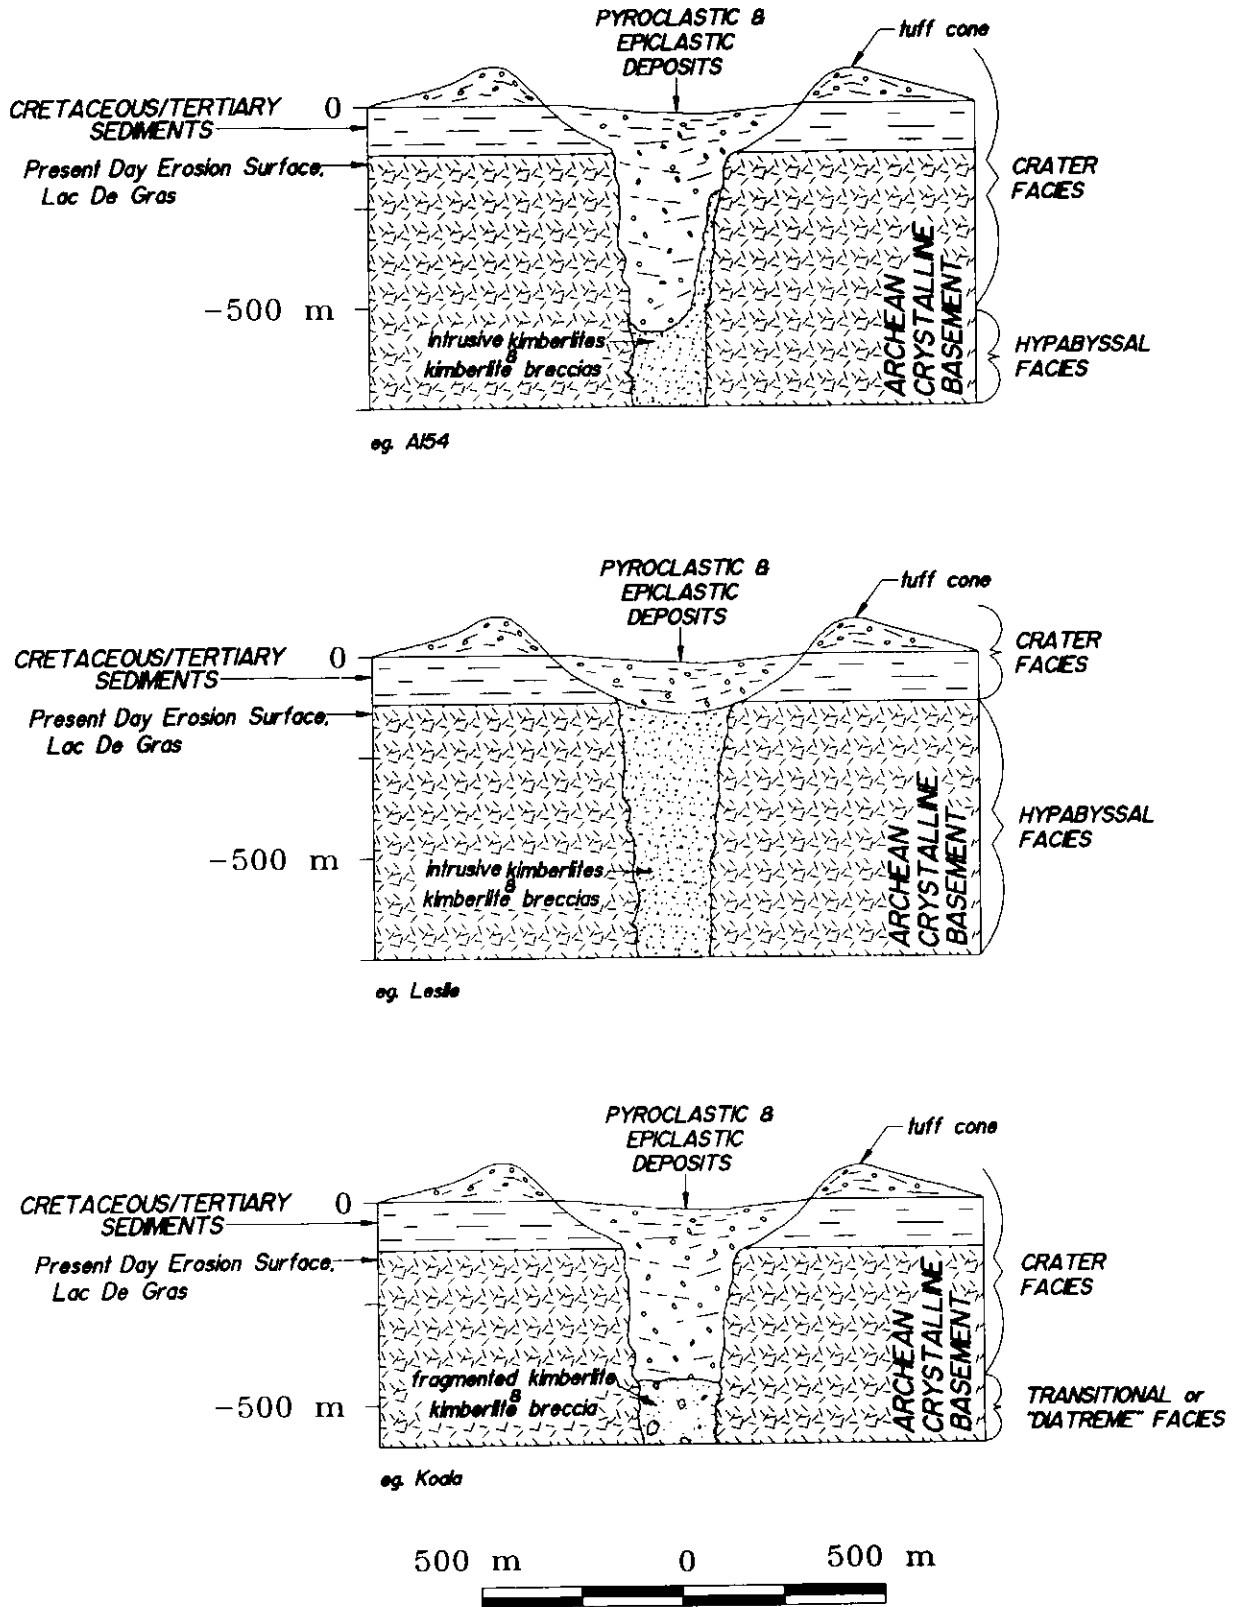 PYROCLASTIC &
EPICLASTIC
DEPOSITS
tuff cone
CRETACEOUS/TERTIARY
SEDIMENTS
0
Present Day Erosion Surface,
Lac De Gras
CRATER
FACIES
ARCHEAN
CRYSTALLINE
BASEMENT
-500 m
intrusive kimberlites
&
kimberlite breccias
HYPABYSSAL
FACIES
eg. A154
PYROCLASTIC &
EPICLASTIC
DEPOSITS
tuff cone
CRETACEOUS/TERTIARY
SEDIMENTS
0
CRATER
FACIES
Present Day Erosion Surface,
Lac De Gras
ARCHEAN
CRYSTALLINE
BASEMENT
HYPABYSSAL
FACIES
-500 m
intrusive kimberlites
&
kimberlite breccias
eg. Leslie
PYROCLASTIC &
EPICLASTIC
DEPOSITS
tuff cone
CRETACEOUS/TERTIARY
SEDIMENTS
0
Present Day Erosion Surface,
Lac De Gras
CRATER
FACIES
ARCHEAN
CRYSTALLINE
BASEMENT
fragmented kimberlite
&
kimberlite breccia
-500 m
TRANSITIONAL or
"DIATREME" FACIES
eg. Koala
500 m 0 500 m